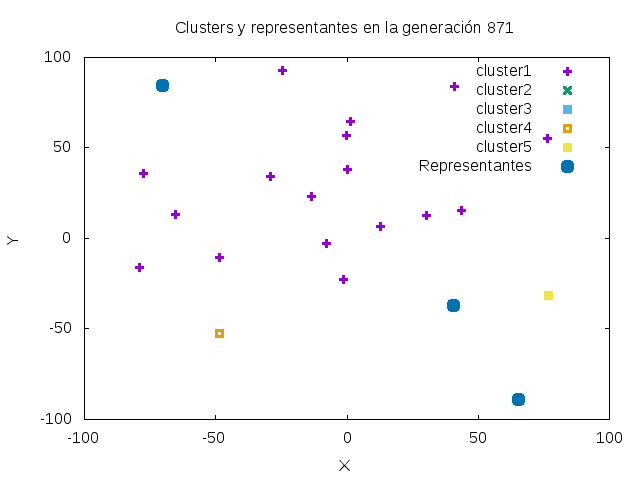 Clusters y representantes en la generación 871
100
50
0
-50
-100
-100
-50
0
50
100
Y
X
cluster1
cluster2
cluster3
cluster4
cluster5
Representantes